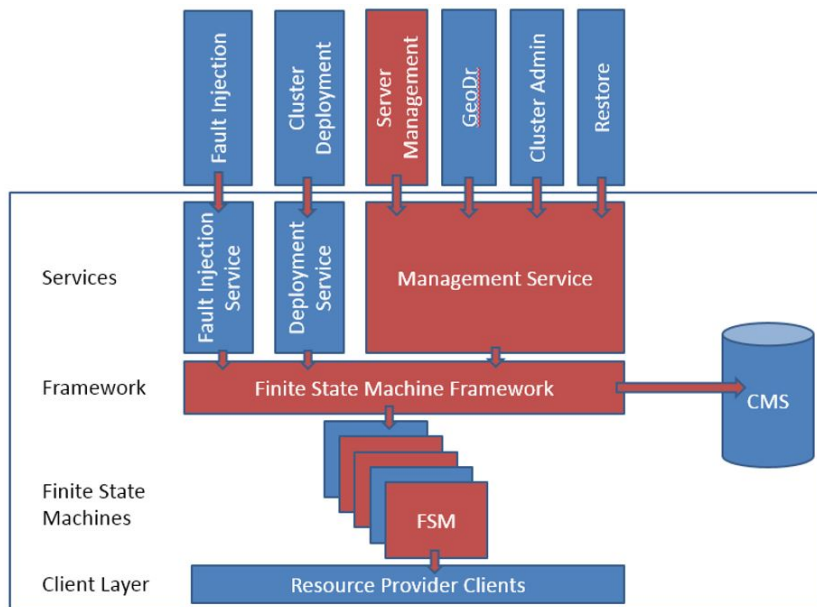 Fault Injection
Cluster
Deployment
Server
Management
GeoDr
Cluster Admin
Restore
Services
Fault Injection
Service
Deployment
Service
Management Service
Framework
Finite State Machine Framework
CMS
Finite State
Machines
FSM
Client Layer
Resource Provider Clients